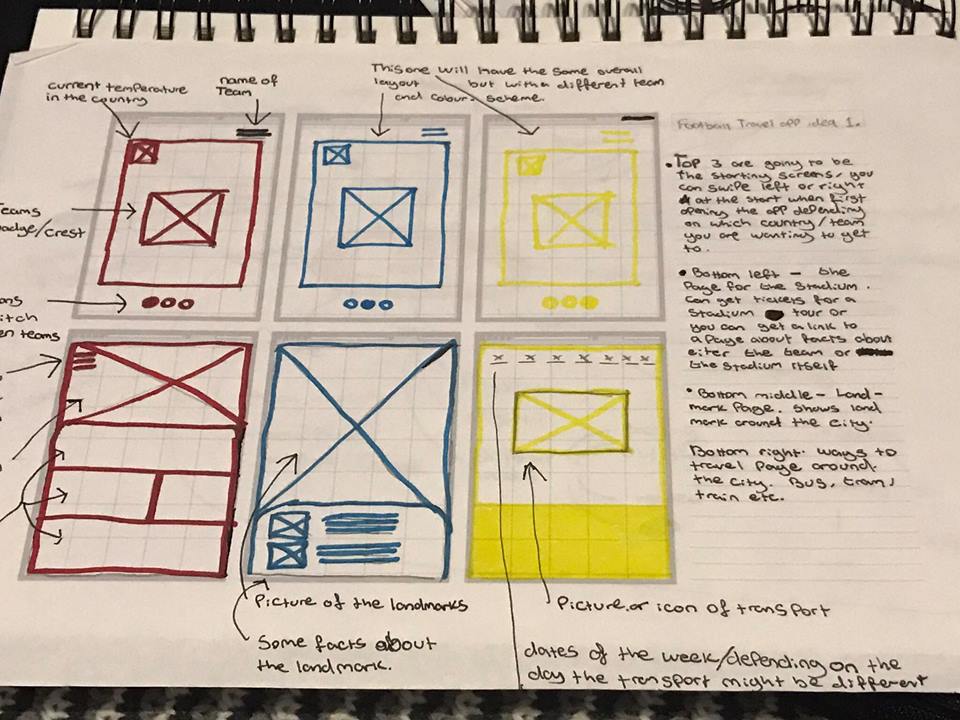 current temperature
in the country
name of
Team
This one will have the same overall
layout but with a different team
and colour scheme.
Teams
badge/crest
ons
itch
en teams
Football Travel app idea 1.
• Top 3 are going to be
the starting screens, you
can swipe left or right
at the start when first
opening the app depending
on which country/team
you are wanting to get
to.
• Bottom left - the
Page for the Stadium.
Can get tickets for a
Stadium tour or
you can get a link to
a Page about facts about
eiter the team or
the stadium itself
• Bottom middle - Land-
mark Page. Shows land
mark around the City.
Bottom right. ways to
travel Page around
the City. Bus, tram,
train etc.
Picture of the landmarks
Some facts about
the landmark.
Picture or icon of transport
dates of the week/depending on the
day the transport might be different